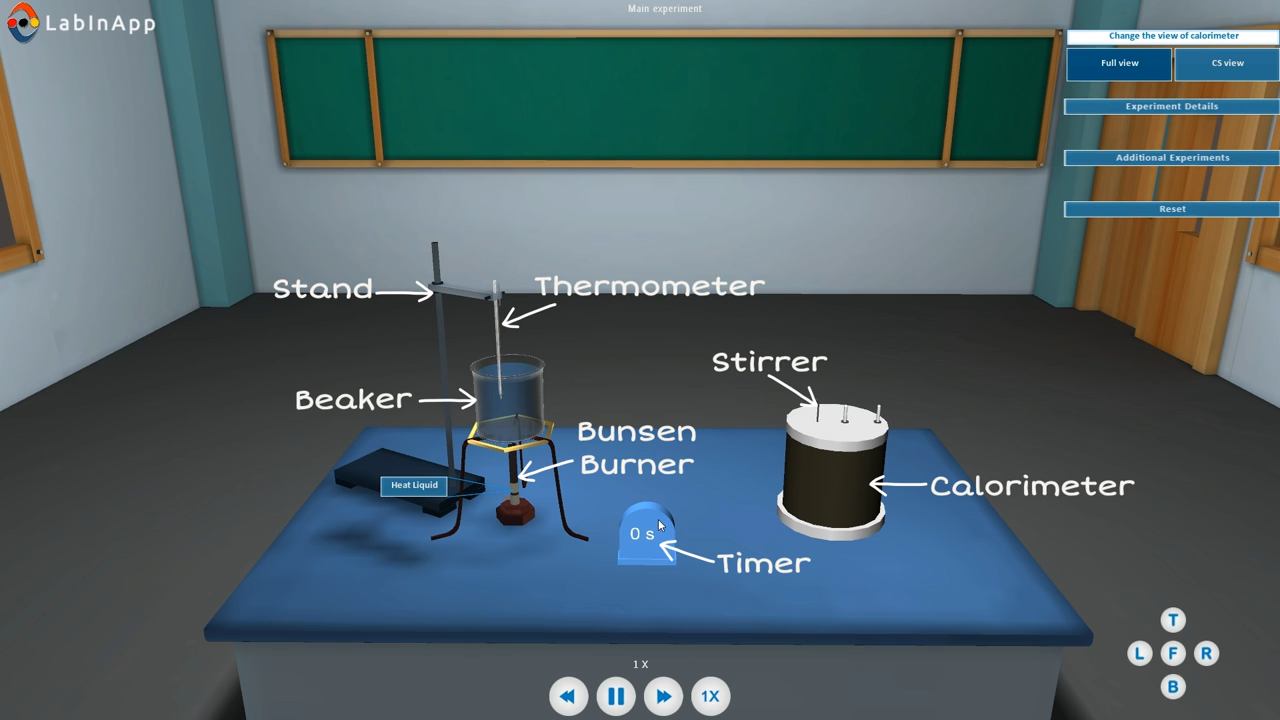 LabInApp
Main experiment
Change the view of calorimeter
Full view
CS view
Experiment Details
Additional Experiments
Reset
Stand
Thermometer
Stirrer
Beaker
Bunsen
Burner
Heat Liquid
Calorimeter
0 s
Timer
T
L F R
B
1 X
1X